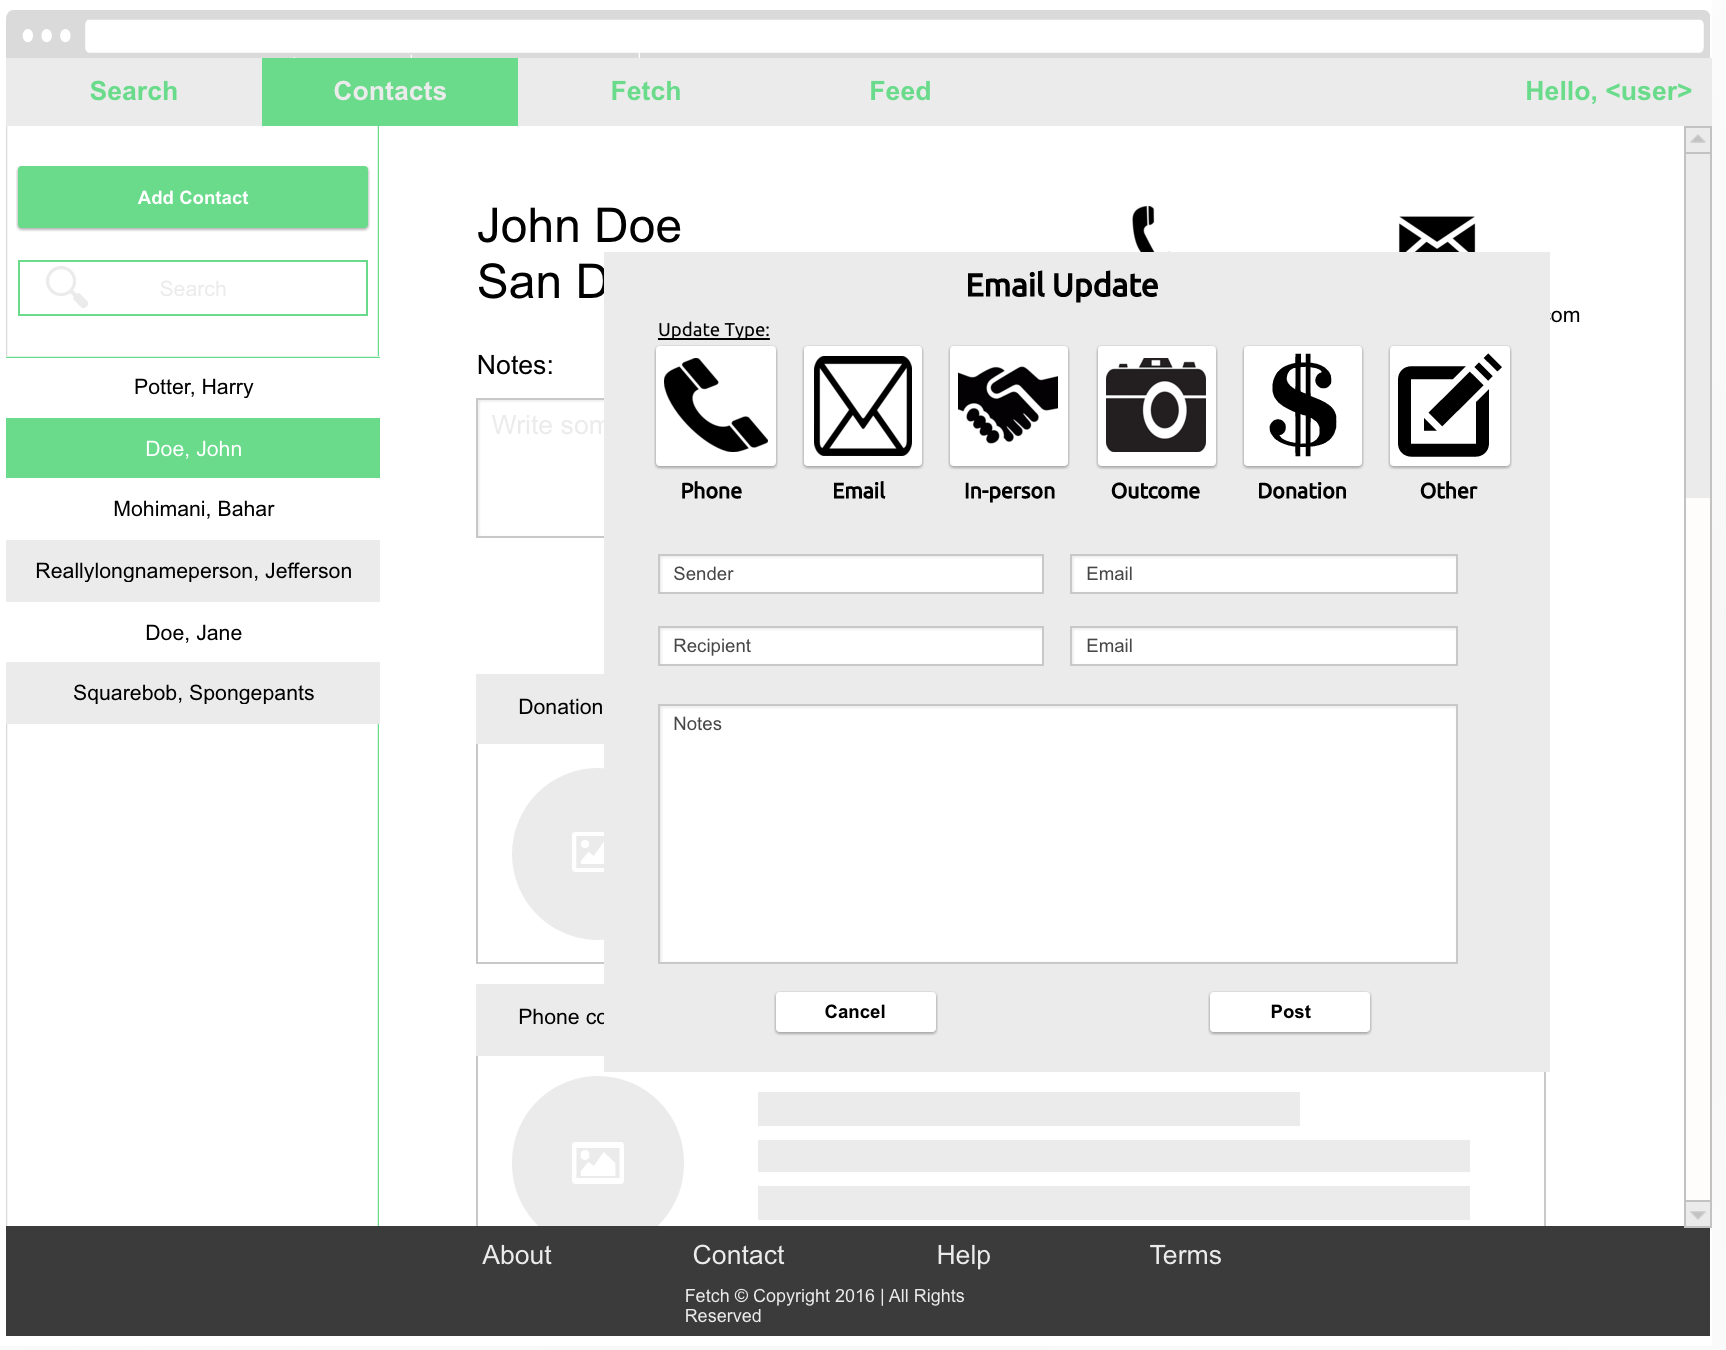 Search
Contacts
Fetch
Feed
Hello, <user>
Add Contact
Search
Potter, Harry
Doe, John
Mohimani, Bahar
Reallylongnameperson, Jefferson
Doe, Jane
Squarebob, Spongepants
John Doe
San D
Notes:
Write som
com
Donation
Phone co
Email Update
Update Type:
Phone
Email
In-person
Outcome
Donation
Other
Sender
Email
Recipient
Email
Notes
Cancel
Post
About
Contact
Help
Terms
Fetch © Copyright 2016 | All Rights
Reserved